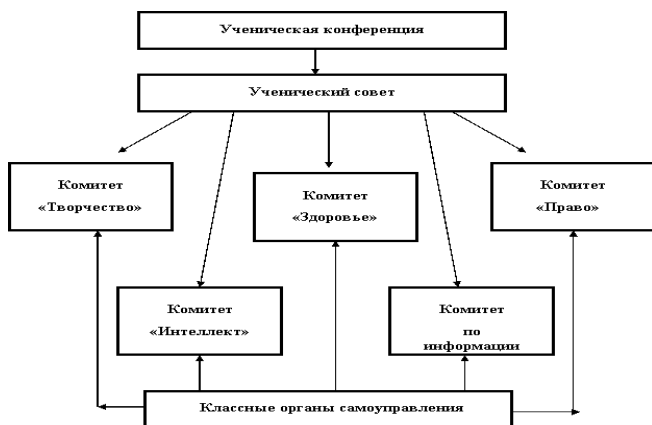 Ученическая конференция
Ученический совет
Комитет
«Творчество»
Комитет
«Здоровье»
Комитет
«Право»
Комитет
«Интеллект»
Комитет
по
информации
Классные органы самоуправления